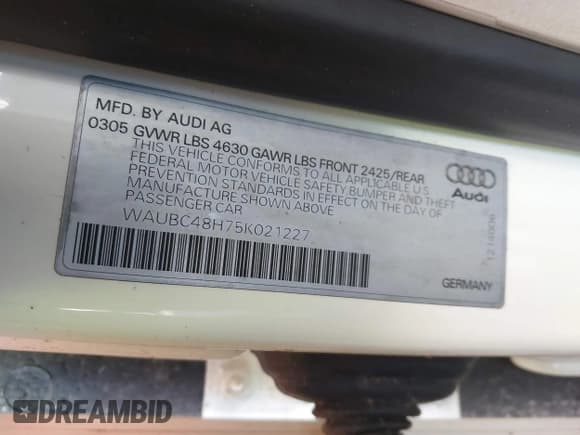 MFD. BY AUDI AG
0305 GVWR LBS 4630 GAWR LBS FRONT 2425/REAR
THIS VEHICLE CONFORMS TO ALL APPLICABLE U.S.
FEDERAL MOTOR VEHICLE SAFETY BUMPER AND THEFT
PREVENTION STANDARDS IN EFFECT ON THE DAY OF
MANUFACTURE SHOWN ABOVE
PASSENGER CAR
WAUBC48H75K021227
Audi
GERMANY
DREAMBID